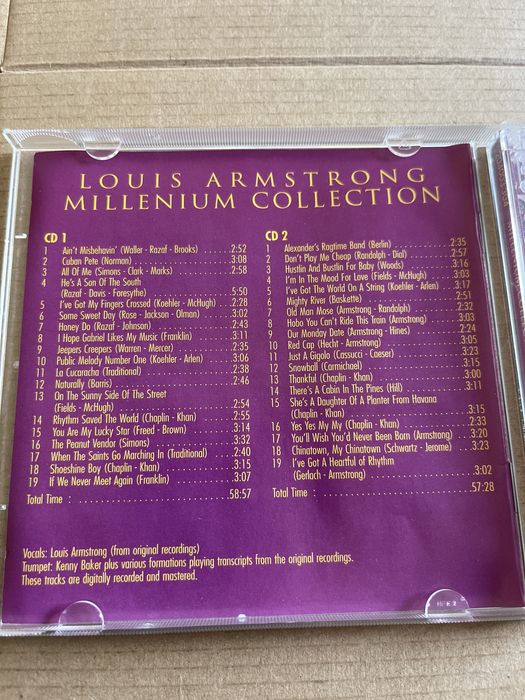 LOUIS ARMSTRONG
MILLENIUM COLLECTION
CD 1
1 Ain't Misbehavin' (Waller - Razaf - Brooks) 2:52
2 Cuban Pete (Norman) 3:08
3 All Of Me (Simons - Clark - Marks) 2:58
4 He's A Son Of The South
(Razaf - Davis - Foresythe) 5:50
5 I've Got My Fingers Crossed (Koehler - McHugh) 2:28
6 Some Sweet Day (Rose - Jackson - Olman) 3:02
7 Honey Do (Razaf - Johnson) 2:43
8 I Hope Gabriel Likes My Music (Franklin) 3:11
9 Jeepers Creepers (Warren - Mercer) 2:35
10 Public Melody Number One (Koehler - Arlen) 3:06
11 La Cucaracha (Traditional) 2:38
12 Naturally (Barris) 2:46
13 On The Sunny Side Of The Street
(Fields - McHugh) 2:54
14 Rhythm Saved The World (Chaplin - Kahn) 2:55
15 You Are My Lucky Star (Freed - Brown) 3:14
16 The Peanut Vendor (Simons) 3:32
17 When The Saints Go Marching In (Traditional) 2:40
18 Shoeshine Boy (Chaplin - Khan) 3:15
19 If We Never Meet Again (Franklin) 3:07
Total Time : 58:57
CD 2
1 Alexander's Ragtime Band (Berlin) 2:35
2 Don't Play Me Cheap (Randolph - Dial) 2:57
3 Hustlin And Bustlin For Baby (Woods) 3:16
4 I'm In The Mood For Love (Fields - McHugh) 3:03
5 I've Got The World On A String (Koehler - Arlen) 3:17
6 Mighty River (Baskette) 2:51
7 Old Man Mose (Armstrong - Randolph) 2:32
8 Hobo You Can't Ride This Train (Armstrong) 3:03
9 Our Monday Date (Armstrong - Hines) 2:24
10 Red Cap (Hecht - Armstrong) 3:05
11 Just A Gigolo (Cassucci - Caeser) 3:23
12 Snowball (Carmichael) 3:15
13 Thankful (Chaplin - Kahn) 3:00
14 There's A Cabin In The Pines (Hill) 3:11
15 She's A Daughter Of A Planter From Havana
(Chaplin - Khan) 3:15
16 Yes Yes My My (Chaplin - Kahn) 2:33
17 You'll Wish You'd Never Been Born (Armstrong) 3:20
18 Chinatown, My Chinatown (Schwartz - Jerome) 3:23
19 I've Got A Heartful of Rhythm
(Gerlach - Armstrong) 3:02
Total Time : 57:28
Vocals: Louis Armstrong (from original recordings)
Trumpet: Kenny Baker plus various formations playing transcripts from the original recordings.
These tracks are digitally recorded and mastered.